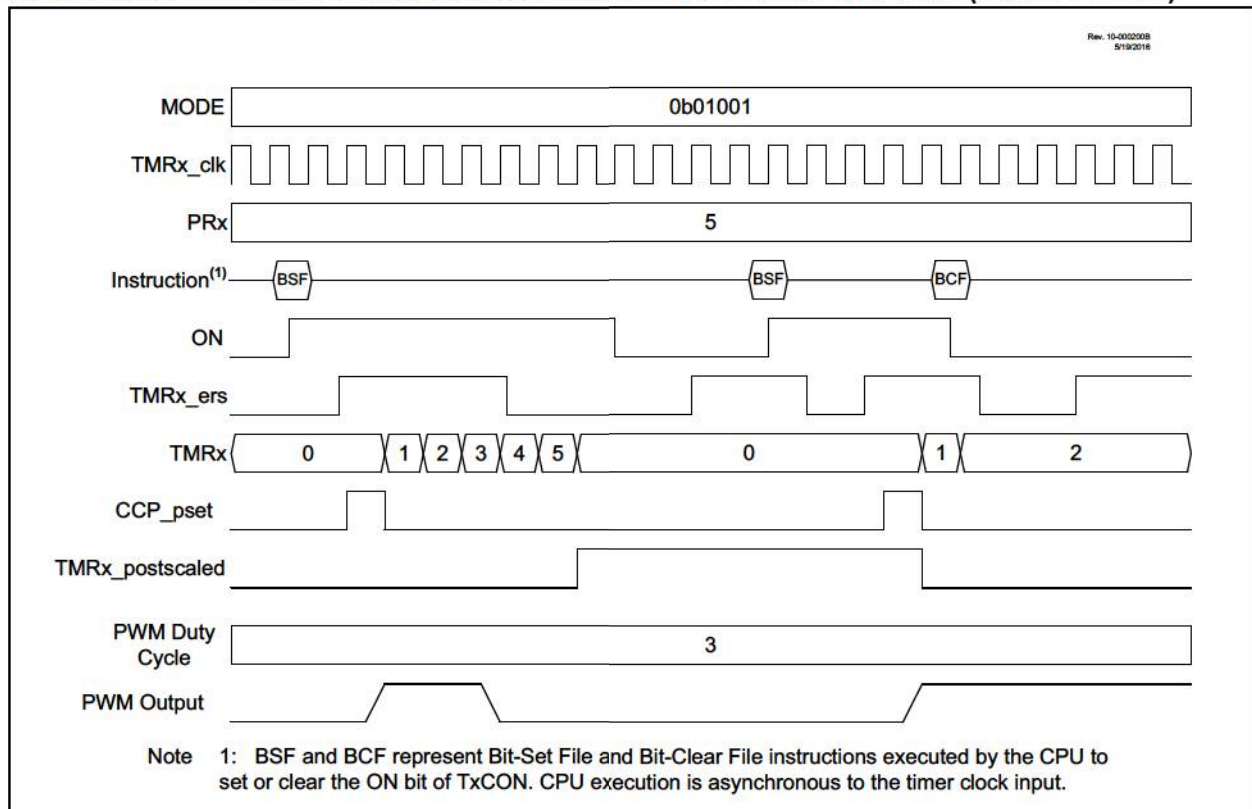 Rev. 10-000200B
5/19/2016
MODE 0b01001
TMRx_clk
PRx 5
Instruction(1) BSF BSF BCF
ON
TMRx_ers
TMRx 0 1 2 3 4 5 0 1 2
CCP_pset
TMRx_postscaled
PWM Duty
Cycle 3
PWM Output
Note 1: BSF and BCF represent Bit-Set File and Bit-Clear File instructions executed by the CPU to
set or clear the ON bit of TxCON. CPU execution is asynchronous to the timer clock input.